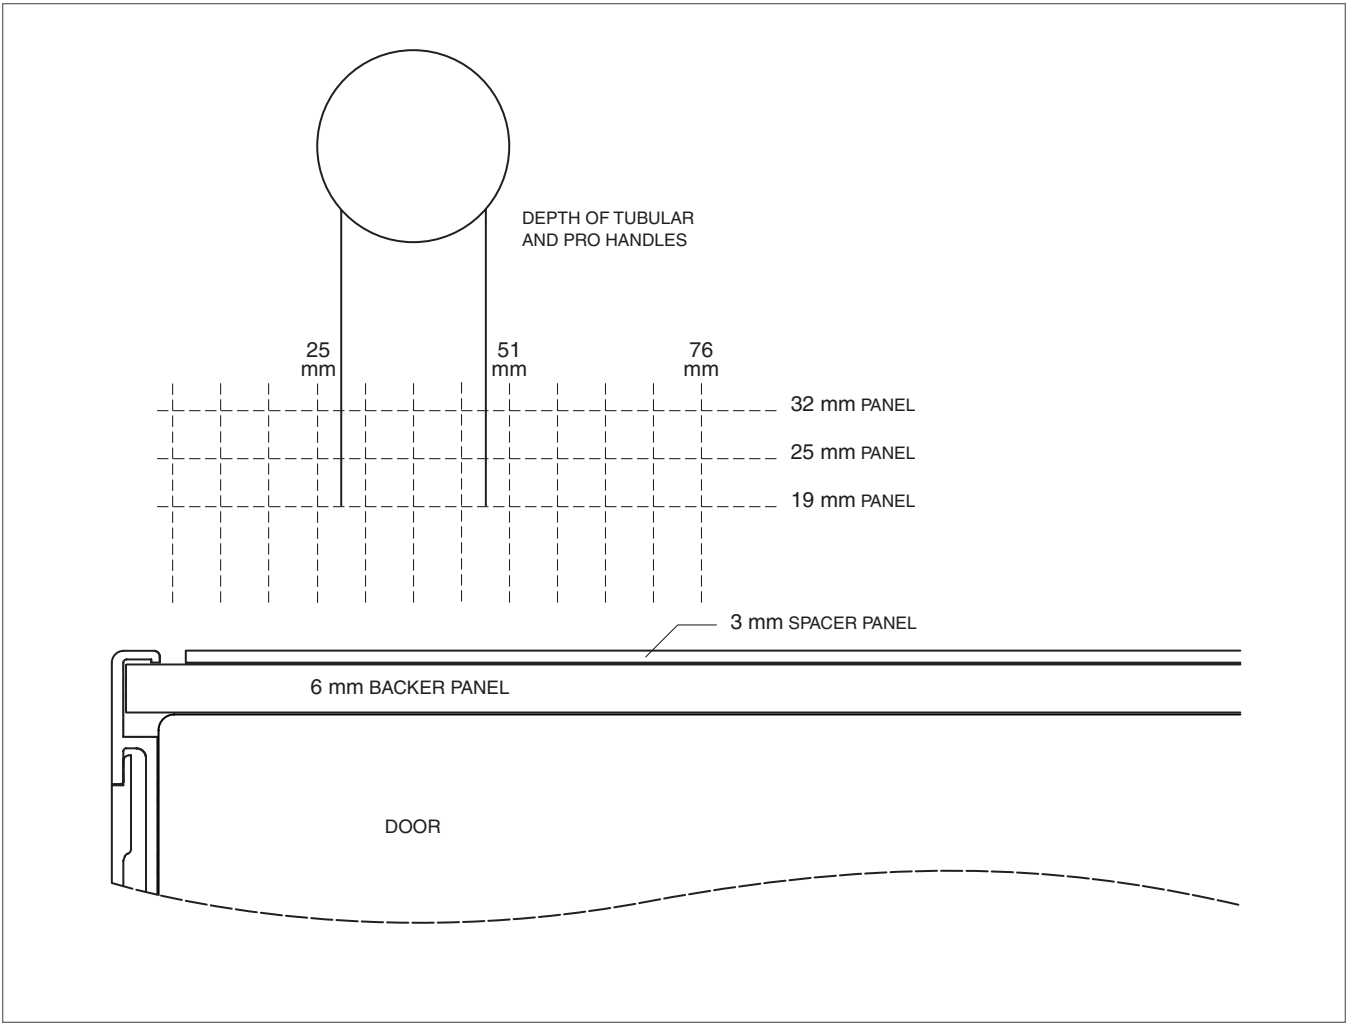 DEPTH OF TUBULAR
AND PRO HANDLES
25
mm
51
mm
76
mm
32 mm PANEL
25 mm PANEL
19 mm PANEL
3 mm SPACER PANEL
6 mm BACKER PANEL
DOOR